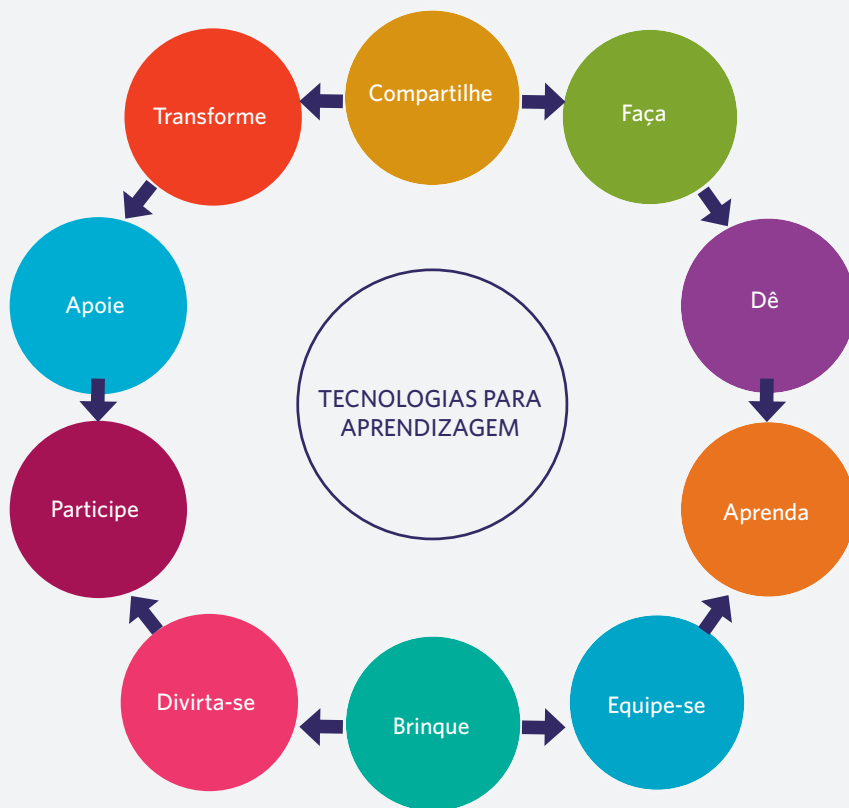 Compartilhe
Transforme
Faça
Apoie
Dê
TECNOLOGIAS PARA
APRENDIZAGEM
Participe
Aprenda
Divirta-se
Equipe-se
Brinque